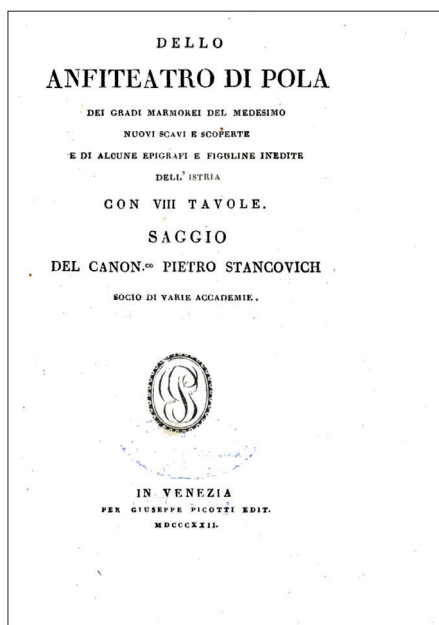 DELLO
ANFITEATRO DI POLA
DEI GRADI MARMOREI DEL MEDESIMO
NUOVI SCAVI E SCOPERTE
E DI ALCUNE EPIGRAFI E FIGULINE INEDITE
DELL' ISTRIA
CON VIII TAVOLE.
SAGGIO
DEL CANON.co PIETRO STANCOVICH
SOCIO DI VARIE ACCADEMIE.
IN VENEZIA
PER GIUSEPPE PICOTTI EDIT.
MDCCCXXII.